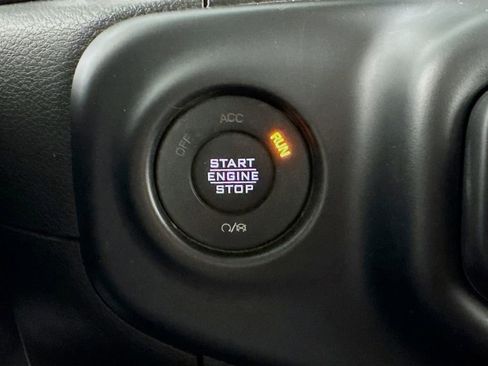 ACC
OFF
RUN
START
ENGINE
STOP